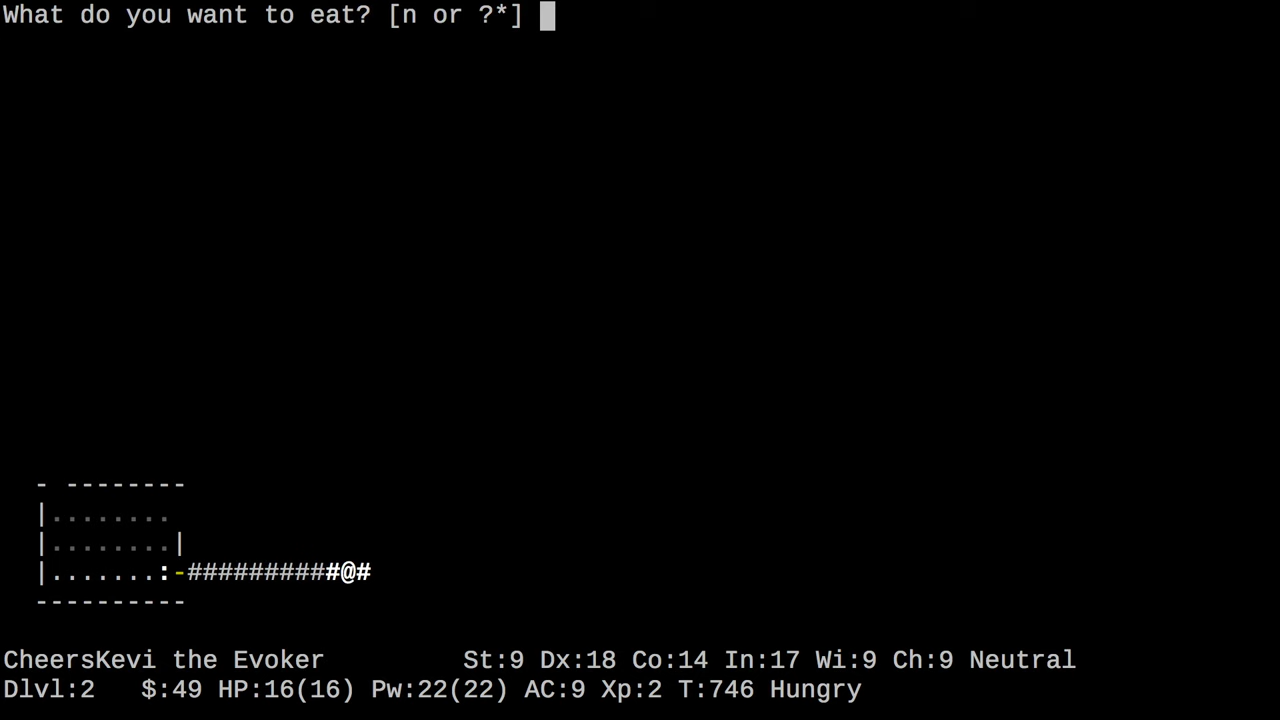 What do you want to eat? [n or ?*]
- --------
|........
|........|
|.......:-##########@#
----------
CheersKevi the Evoker St:9 Dx:18 Co:14 In:17 Wi:9 Ch:9 Neutral
Dlvl:2 $:49 HP:16(16) Pw:22(22) AC:9 Xp:2 T:746 Hungry